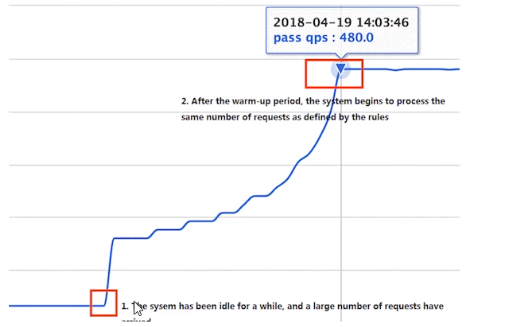 2018-04-19 14:03:46
pass qps : 480.0
2. After the warm-up period, the system begins to process the
same number of requests as defined by the rules
1. The sysem has been idle for a while, and a large number of requests have